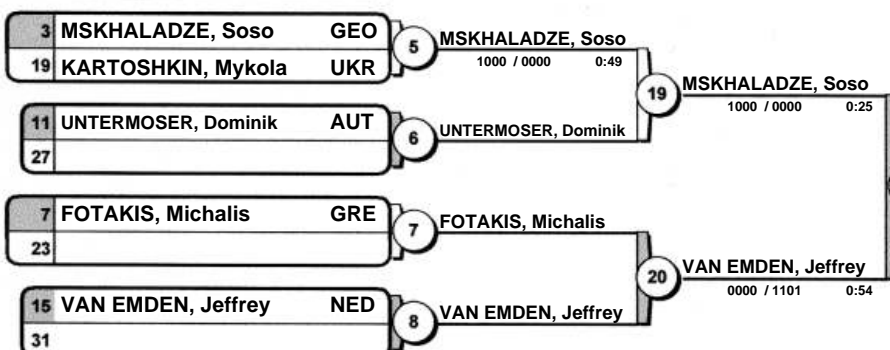 3 MSKHALADZE, Soso GEO
19 KARTOSHKIN, Mykola UKR
5
MSKHALADZE, Soso
1000 / 0000 0:49
11 UNTERMOSER, Dominik AUT
27
6
UNTERMOSER, Dominik
19
MSKHALADZE, Soso
1000 / 0000 0:25
7 FOTAKIS, Michalis GRE
23
7
FOTAKIS, Michalis
15 VAN EMDEN, Jeffrey NED
31
8
VAN EMDEN, Jeffrey
20
VAN EMDEN, Jeffrey
0000 / 1101 0:54